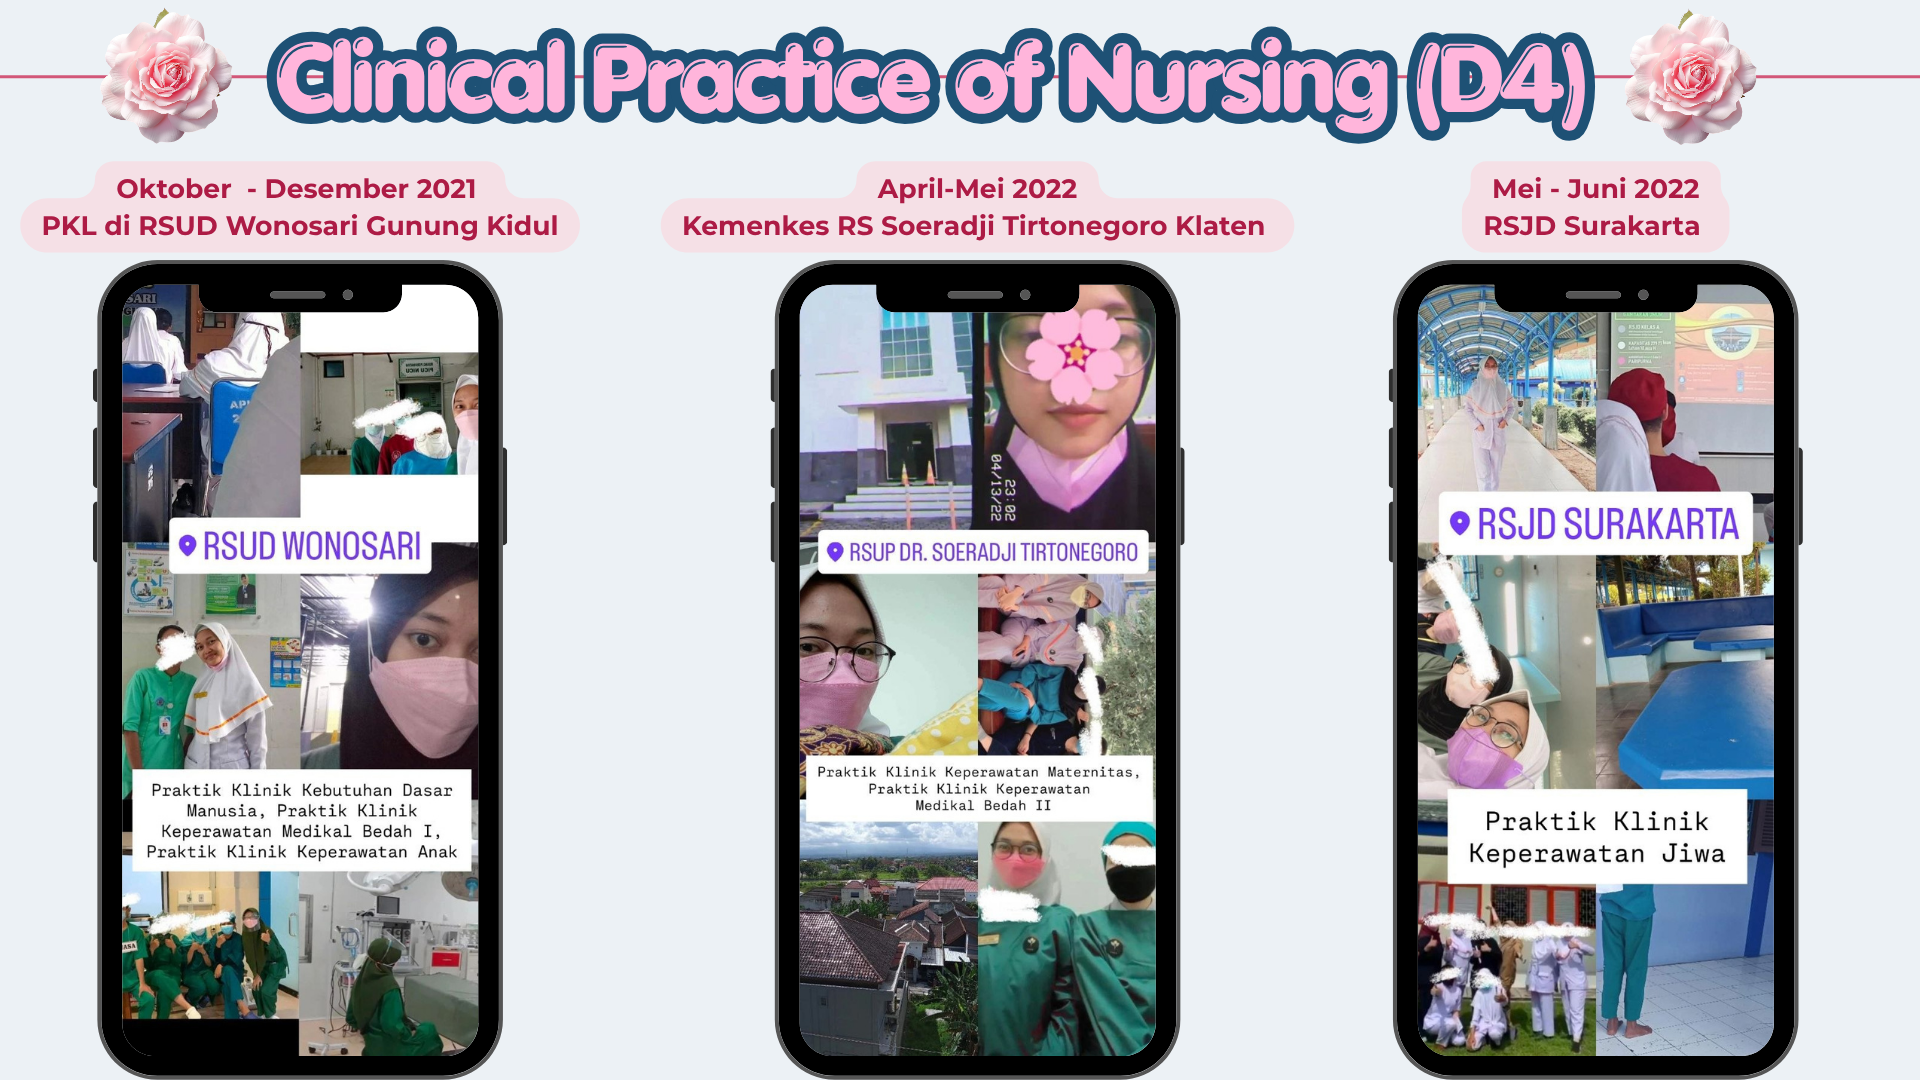 Clinical Practice of Nursing (D4)
Oktober - Desember 2021
PKL di RSUD Wonosari Gunung Kidul
April-Mei 2022
Kemenkes RS Soeradji Tirtonegoro Klaten
Mei - Juni 2022
RSJD Surakarta
RSUD WONOSARI
Praktik Klinik Kebutuhan Dasar
Manusia, Praktik Klinik
Keperawatan Medikal Bedah I,
Praktik Klinik Keperawatan Anak
23:02
04/13/22
RSUP DR. SOERADJI TIRTONEGORO
Praktik Klinik Keperawatan Maternitas,
Praktik Klinik Keperawatan
Medikal Bedah II
RSJD SURAKARTA
Praktik Klinik
Keperawatan Jiwa